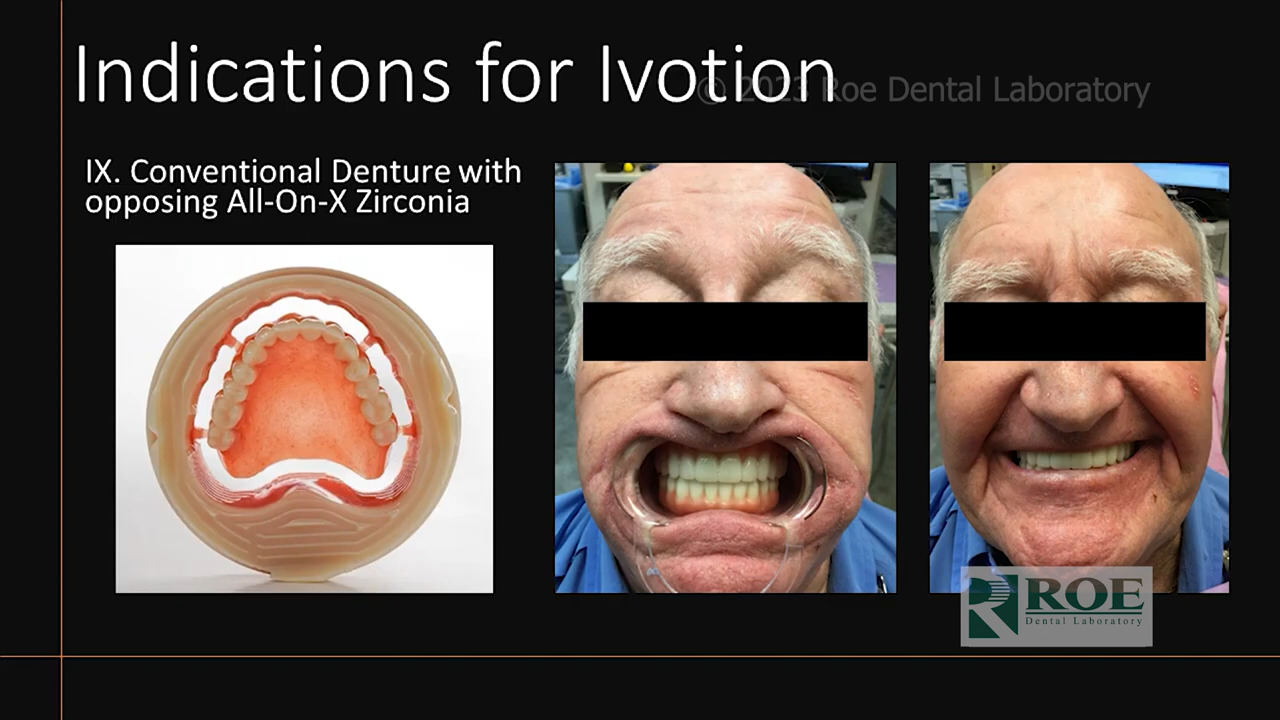 Indications for Ivotion
© 2023 Roe Dental Laboratory
IX. Conventional Denture with
opposing All-On-X Zirconia
ROE
Dental Laboratory